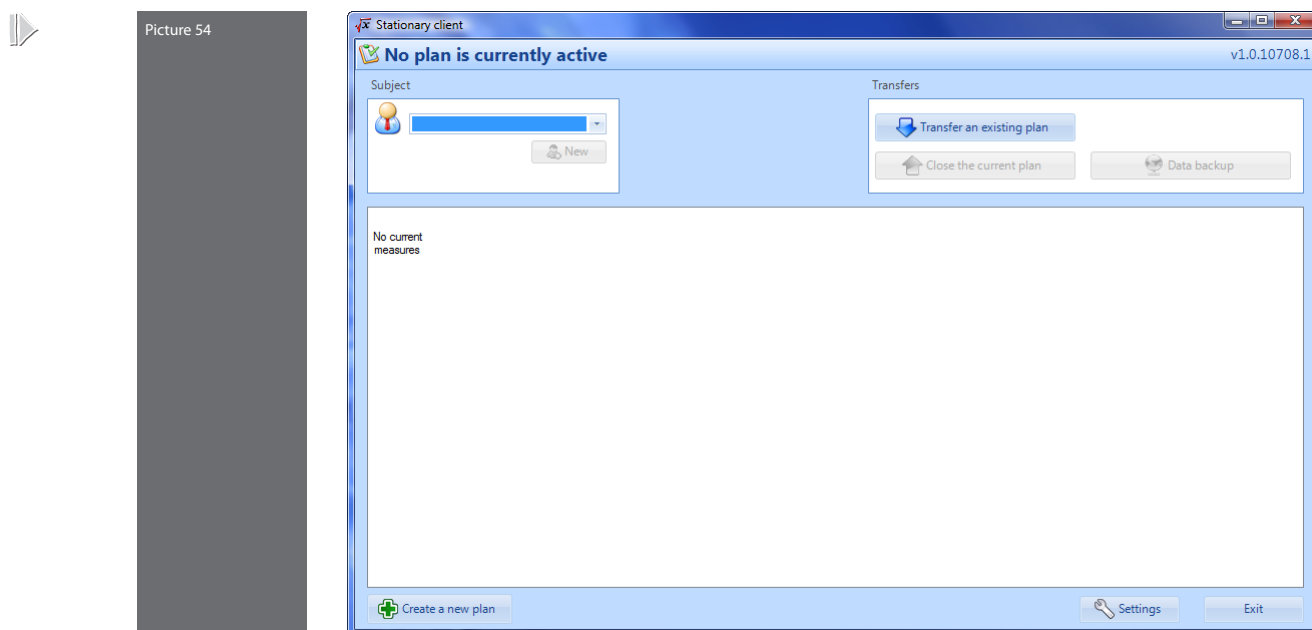 Picture 54
Stationary client
No plan is currently active
v1.0.10708.1
Subject
Transfers
Transfer an existing plan
New
Close the current plan
Data backup
No current
measures
Create a new plan
Settings
Exit